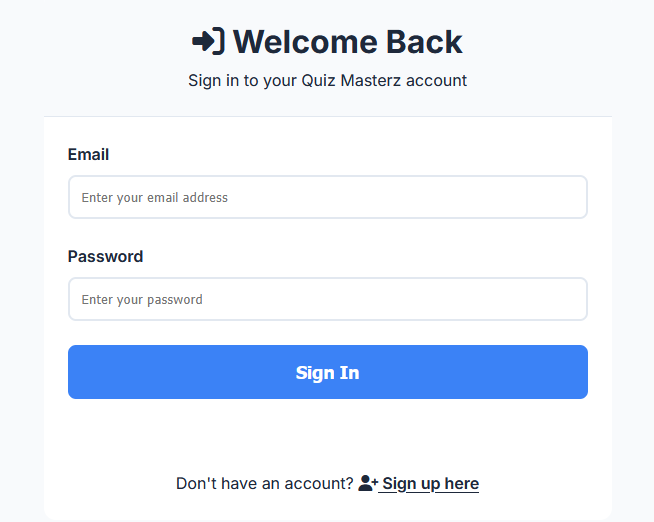 Welcome Back
Sign in to your Quiz Masterz account
Email
Enter your email address
Password
Enter your password
Sign In
Don't have an account? Sign up here